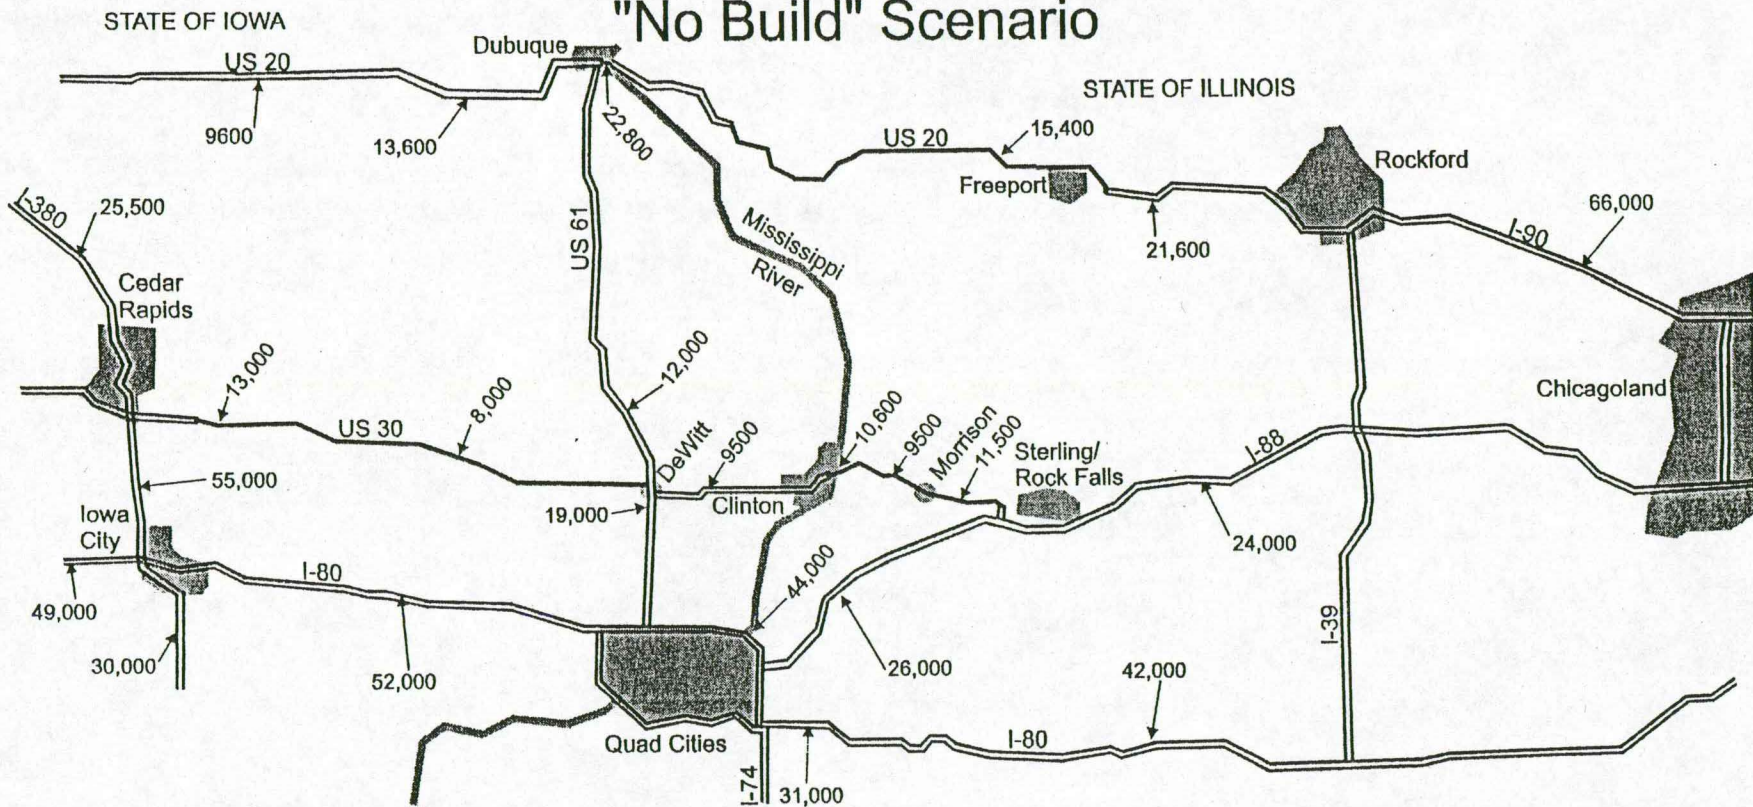 "No Build" Scenario
STATE OF IOWA
Dubuque
US 20
STATE OF ILLINOIS
9600
13,600
22,800
US 20
15,400
Rockford
Freeport
I-380
25,500
US 61
Mississippi
River
21,600
I-90
66,000
Cedar
Rapids
13,000
8,000
12,000
US 30
DeWitt
9500
10,600
9500
Morrison
11,500
Sterling/
Rock Falls
I-88
Chicagoland
55,000
19,000
Clinton
24,000
Iowa
City
I-80
44,000
49,000
30,000
52,000
26,000
42,000
I-39
Quad Cities
I-80
I-74
31,000